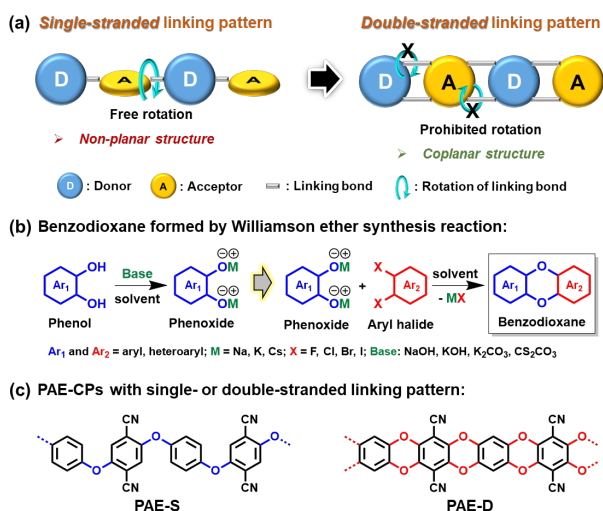 (a) Single-stranded linking pattern Double-stranded linking pattern
D A D A X D A D A
X
Free rotation Prohibited rotation
➢ Non-planar structure ➢ Coplanar structure
D : Donor A : Acceptor : Linking bond : Rotation of linking bond
(b) Benzodioxane formed by Williamson ether synthesis reaction:
⊖⊕ ⊖⊕
OH OM OM X O
Ar1 Base Ar1 Ar1 + Ar2 solvent Ar1 Ar2
OH solvent OM OM X - MX O
⊖⊕ ⊖⊕
Phenol Phenoxide Phenoxide Aryl halide Benzodioxane
Ar1 and Ar2 = aryl, heteroaryl; M = Na, K, Cs; X = F, Cl, Br, I; Base: NaOH, KOH, K2CO3, CS2CO3
(c) PAE-CPs with single- or double-stranded linking pattern:
CN CN CN CN
O O O O O O O
O O O O O O
CN CN CN CN
PAE-S PAE-D